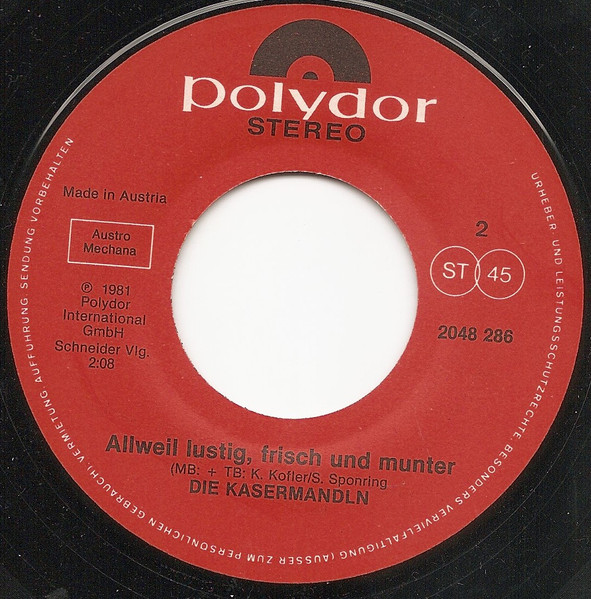 polydor
STEREO
Made in Austria
Austro
Mechana
℗ 1981
Polydor
International
GmbH
Schneider Vlg.
2:08
2
ST 45
2048 286
Allweil lustig, frisch und munter
(MB: + TB: K. Kofler/S. Sponring
DIE KASERMANDLN
URHEBER- UND LEISTUNGSSCHUTZRECHTE, BESONDERS VERVIELFÄLTIGUNG (AUSSER ZUM PERSÖNLICHEN GEBRAUCH), VERMIETUNG, AUFFÜHRUNG, SENDUNG VORBEHALTEN